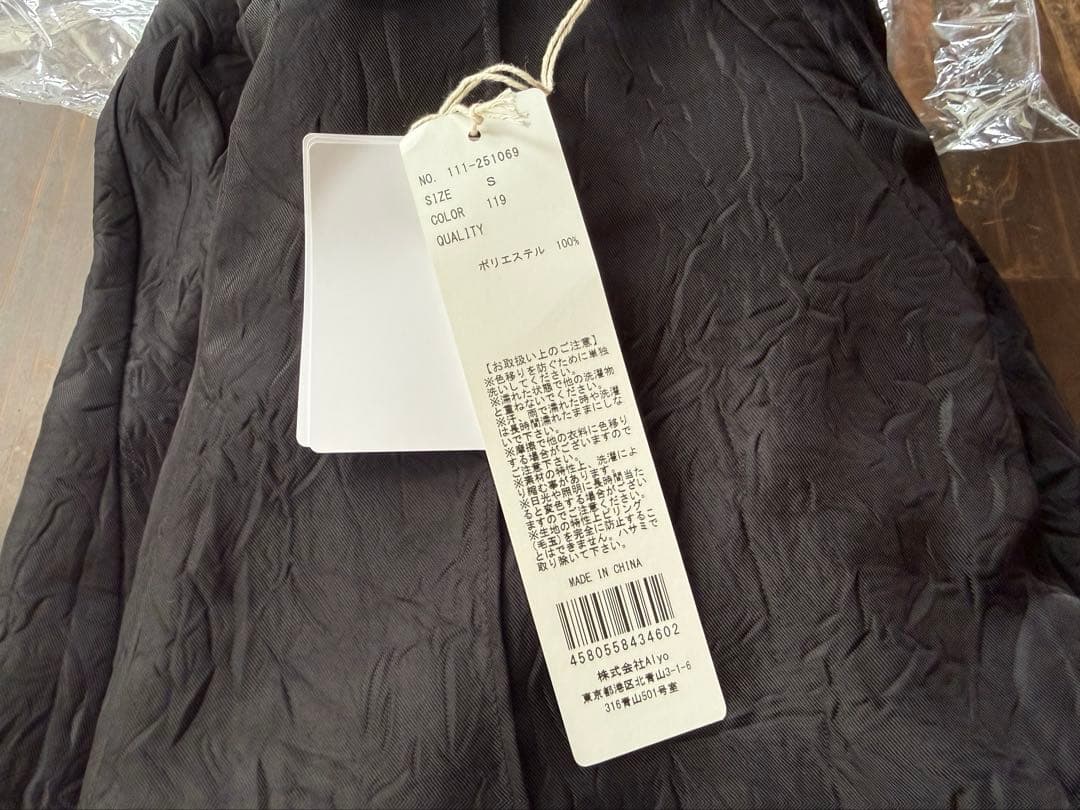 NO. 111-251069
SIZE S
COLOR 119
QUALITY
ポリエステル 100%
【お取扱い上のご注意】
※色移りを防ぐために単独
洗いしてください。
※濡れた状態で他の洗濯物
と重ねないでください。
※汗、雨で濡れた時や洗濯
は長時間濡れたままにしな
いで下さい。
※摩擦で他の衣料に色移り
する場合がございますので
ご注意下さい。
※素材の特性上、洗濯によ
り縮む事があります。
※日光や照明に長時間当た
ると変色する場合がござい
ますのでご注意ください。
※生地の特性上ピリング
(毛玉)を完全に防止するこ
とはできません。ハサミで
取り除いて下さい。
MADE IN CHINA
4580558434602
株式会社Alyo
東京都港区北青山3-1-6
316青山501号室